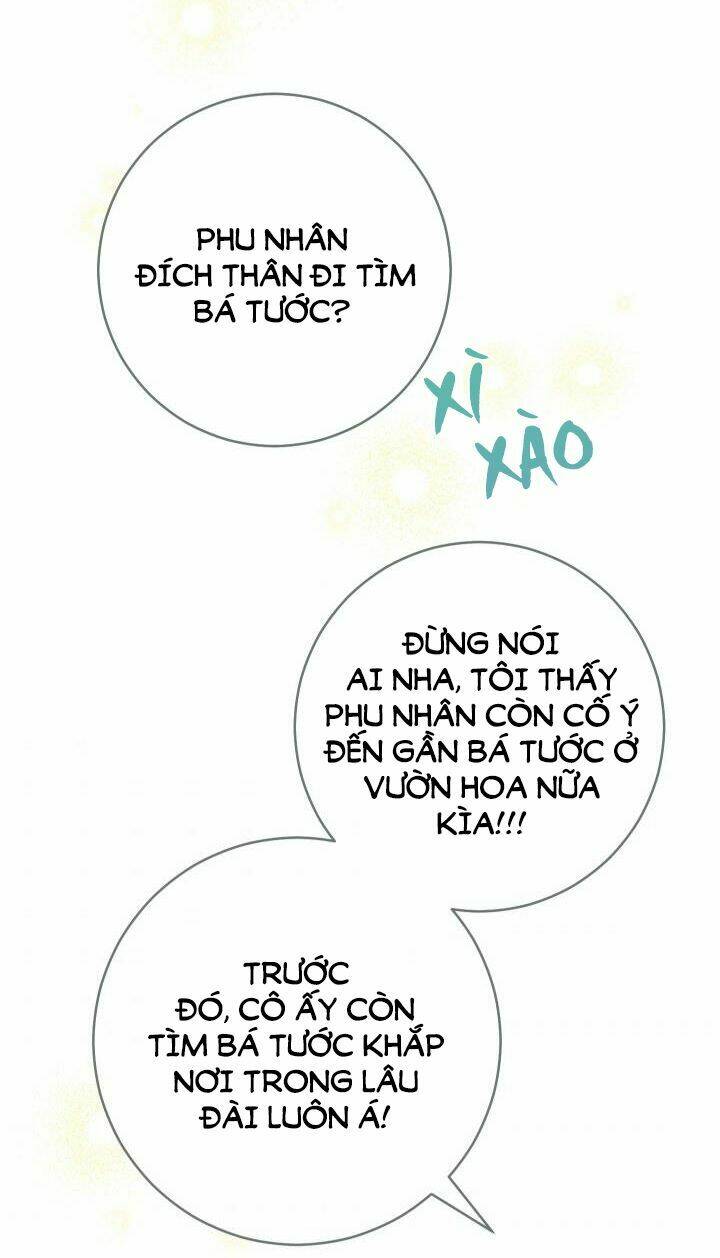 PHU NHÂN
ĐÍCH THÂN ĐI TÌM
BÁ TƯỚC?
XÌ
XÀO
ĐỪNG NÓI
AI NHA, TÔI THẤY
PHU NHÂN CÒN CỐ Ý
ĐẾN GẦN BÁ TƯỚC Ở
VƯỜN HOA NỮA
KÌA!!!
TRƯỚC
ĐÓ, CÔ ẤY CÒN
TÌM BÁ TƯỚC KHẮP
NƠI TRONG LÂU
ĐÀI LUÔN Á!